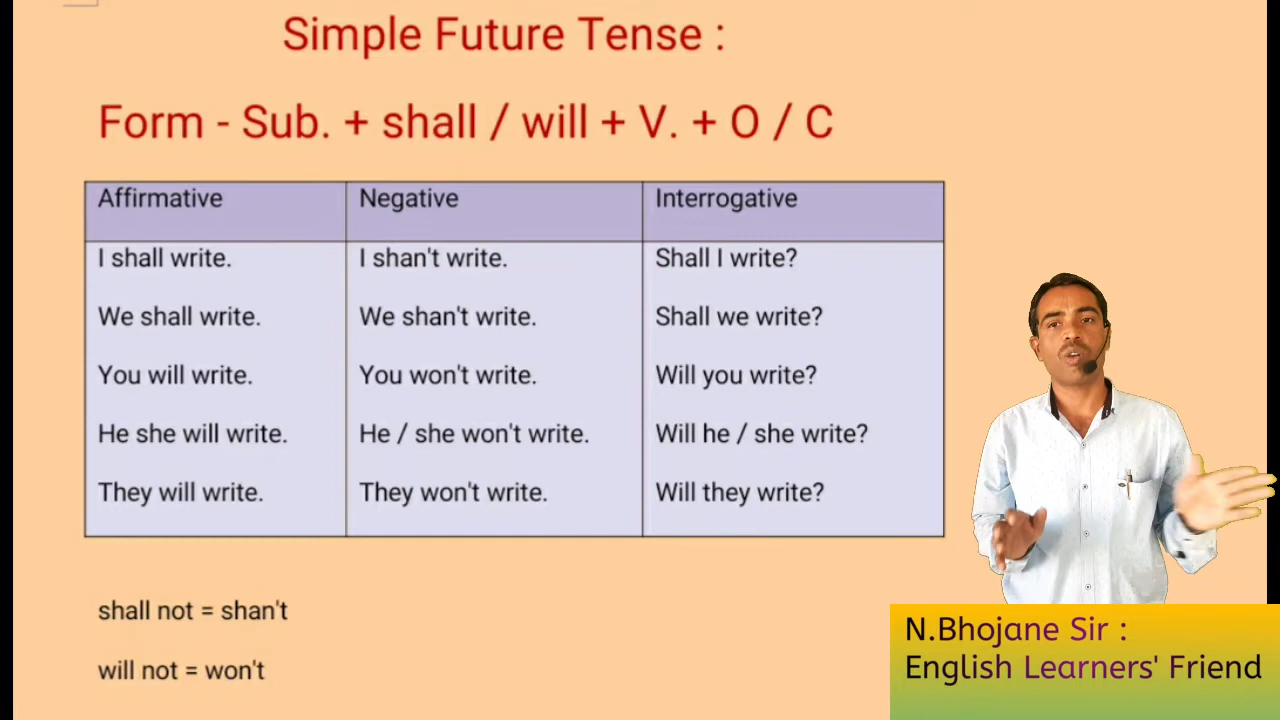 Simple Future Tense :
Form - Sub. + shall / will + V. + O / C
Affirmative Negative Interrogative
I shall write. I shan't write. Shall I write?
We shall write. We shan't write. Shall we write?
You will write. You won't write. Will you write?
He she will write. He / she won't write. Will he / she write?
They will write. They won't write. Will they write?
shall not = shan't
will not = won't
N.Bhojane Sir :
English Learners' Friend